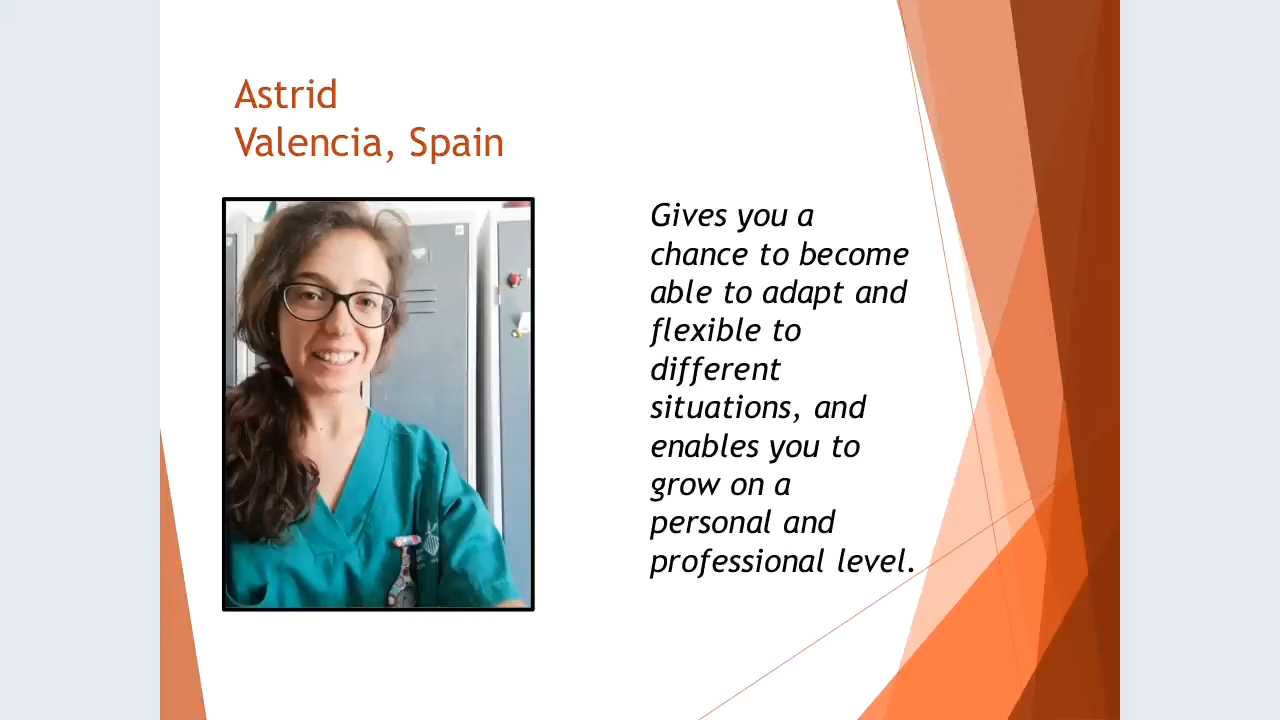 Astrid
Valencia, Spain
Gives you a
chance to become
able to adapt and
flexible to
different
situations, and
enables you to
grow on a
personal and
professional level.